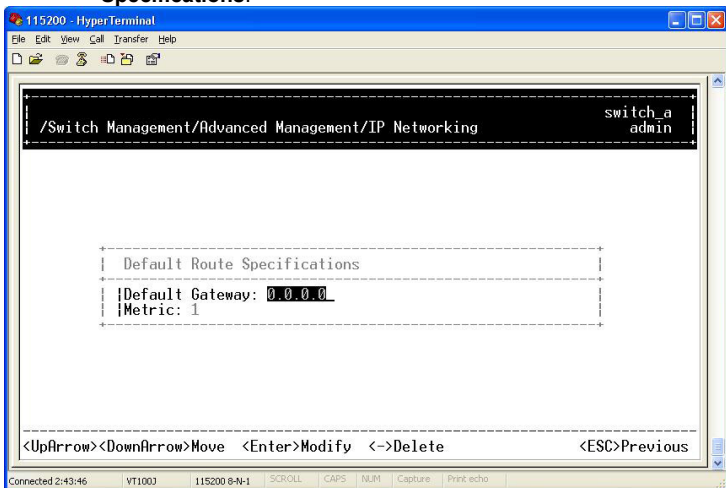 Specifications.
115200 - HyperTerminal
File Edit View Call Transfer Help
switch_a
/Switch Management/Advanced Management/IP Networking admin
Default Route Specifications
Default Gateway: 0.0.0.0
Metric: 1
<UpArrow><DownArrow>Move <Enter>Modify <->Delete <ESC>Previous
Connected 2:43:46 VT100J 115200 8-N-1 SCROLL CAPS NUM Capture Print echo